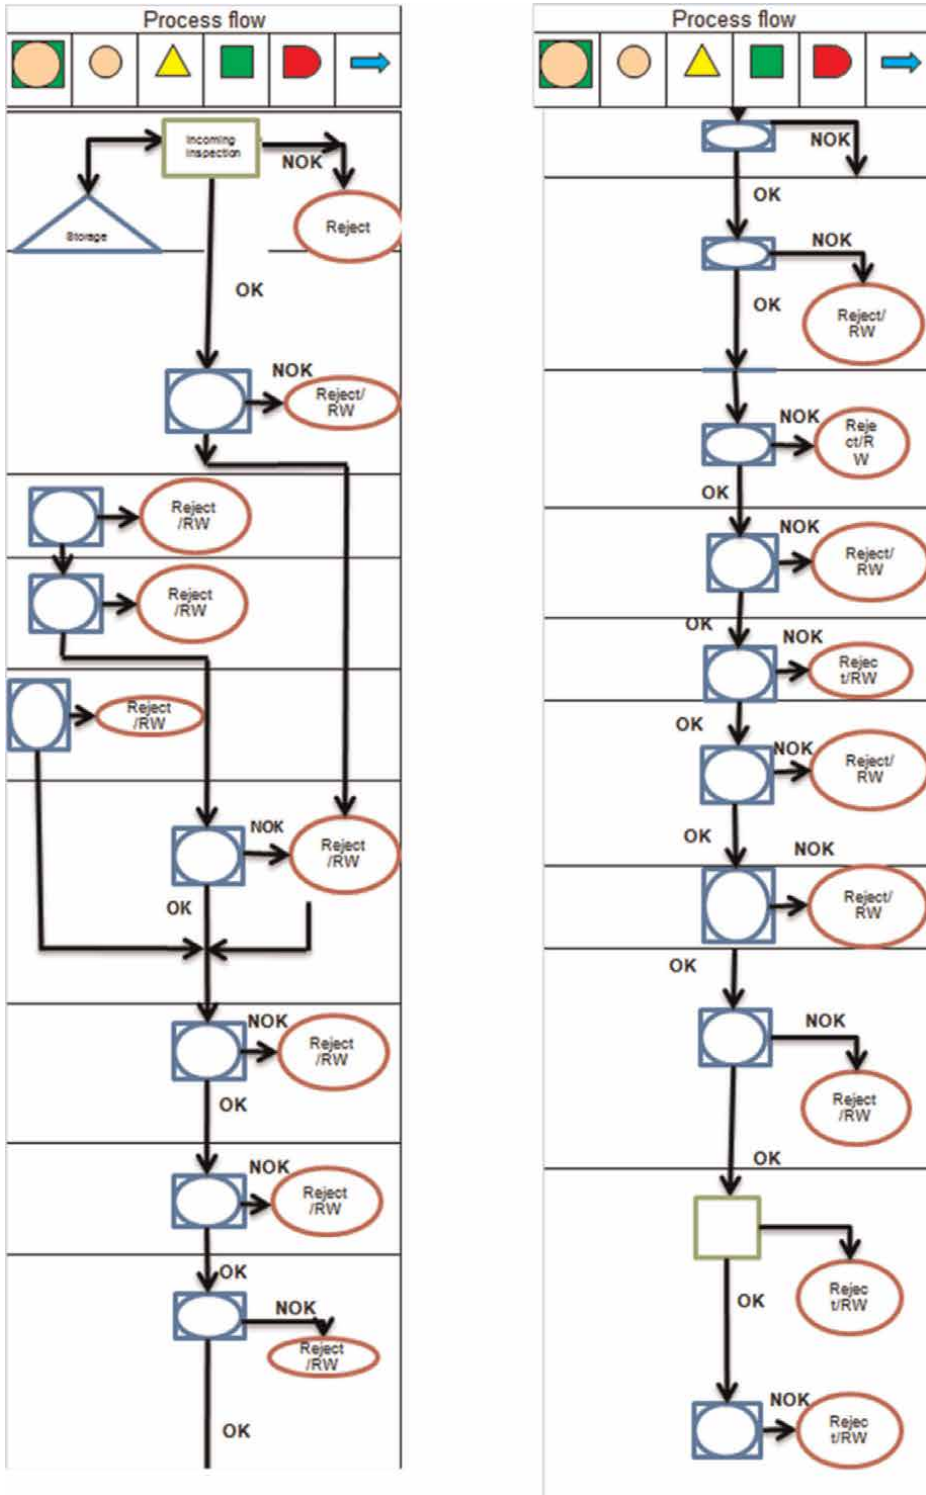 Process flow
Incoming
inspection
NOK
Storage
Reject
OK
NOK
Reject/
RW
Reject
/RW
Reject
/RW
Reject
/RW
NOK
Reject
/RW
OK
NOK
Reject
/RW
OK
NOK
Reject
/RW
OK
NOK
Reject
/RW
OK
Process flow
NOK
OK
NOK
OK
Reject/
RW
NOK
Reje
ct/R
W
OK
NOK
Reject/
RW
OK
NOK
Rejec
t/RW
OK
NOK
Reject/
RW
OK
NOK
Reject/
RW
OK
NOK
Reject
/RW
OK
Rejec
t/RW
OK
NOK
Rejec
t/RW